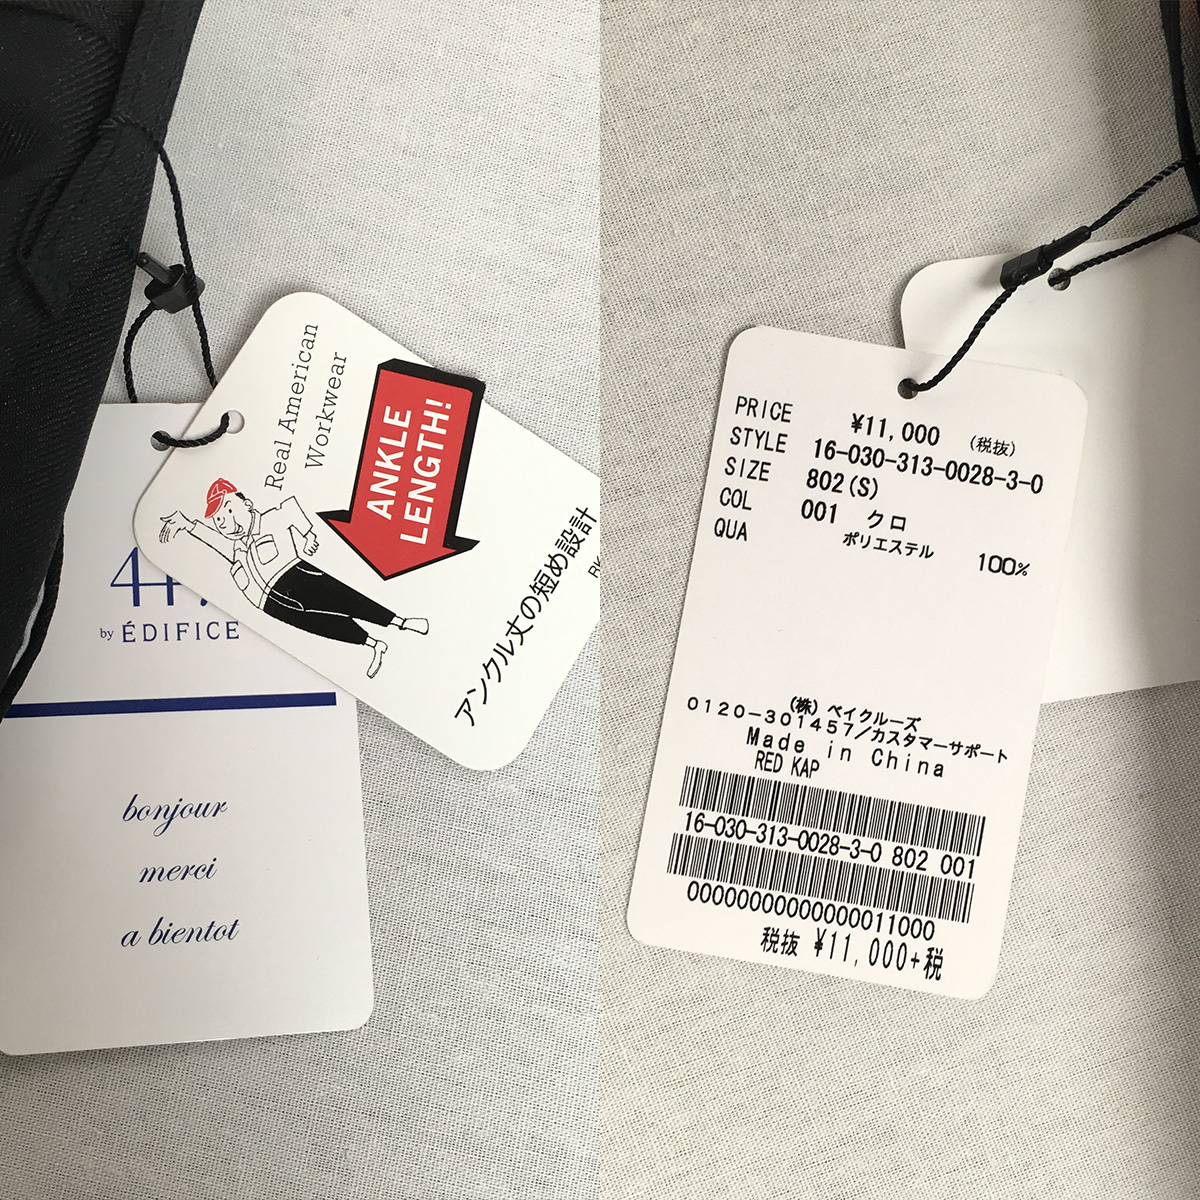 Real American
Workwear
ANKLE
LENGTH!
アンクル丈の短め設計
by ÉDIFICE
bonjour
merci
a bientot
PRICE ¥11,000 (税抜)
STYLE 16-030-313-0028-3-0
SIZE 802(S)
COL 001 クロ
QUA ポリエステル 100%
(株) ベイクルーズ
0120-301457/カスタマーサポート
Made in China
RED KAP
16-030-313-0028-3-0 802 001
00000000000000011000
税抜 ¥11,000+税